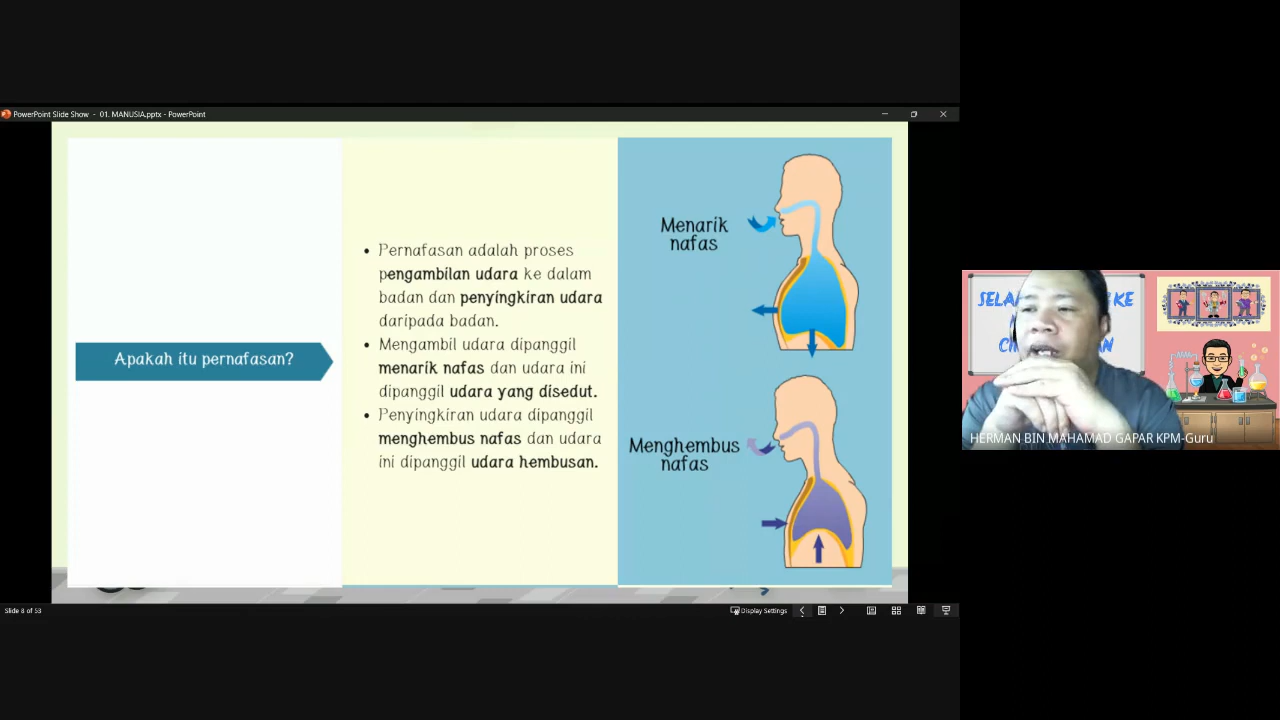 PowerPoint Slide Show - 01. MANUSIA.pptx - PowerPoint
Apakah itu pernafasan?
• Pernafasan adalah proses
pengambilan udara ke dalam
badan dan penyingkiran udara
daripada badan.
• Mengambil udara dipanggil
menarik nafas dan udara ini
dipanggil udara yang disedut.
• Penyingkiran udara dipanggil
menghembus nafas dan udara
ini dipanggil udara hembusan.
Menarik
nafas
Menghembus
nafas
SELA KE
HERMAN BIN MAHAMAD GAPAR KPM-Guru
Slide 8 of 53
Display Settings